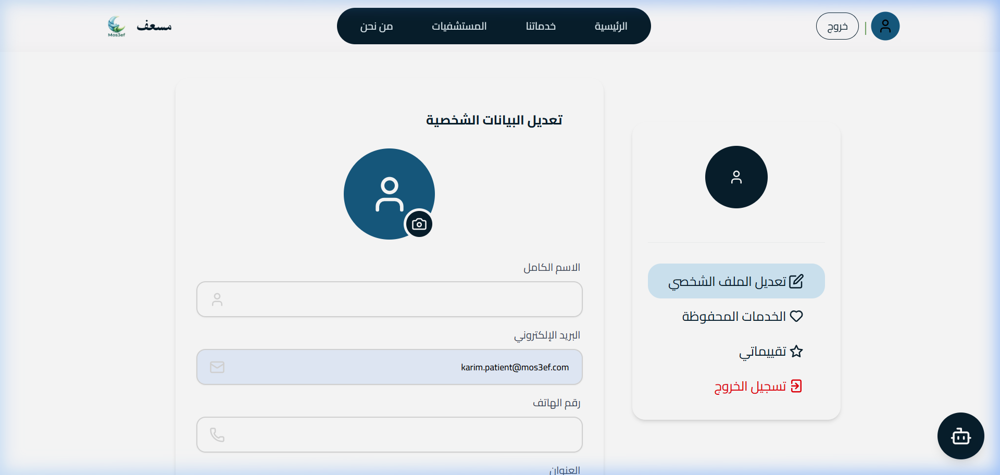 خروج
الرئيسية
خدماتنا
المستشفيات
من نحن
مسعف
Mos3ef
تعديل الملف الشخصي
الخدمات المحفوظة
تقييماتي
تسجيل الخروج
تعديل البيانات الشخصية
الاسم الكامل
البريد الإلكتروني
karim.patient@mos3ef.com
رقم الهاتف
العنوان